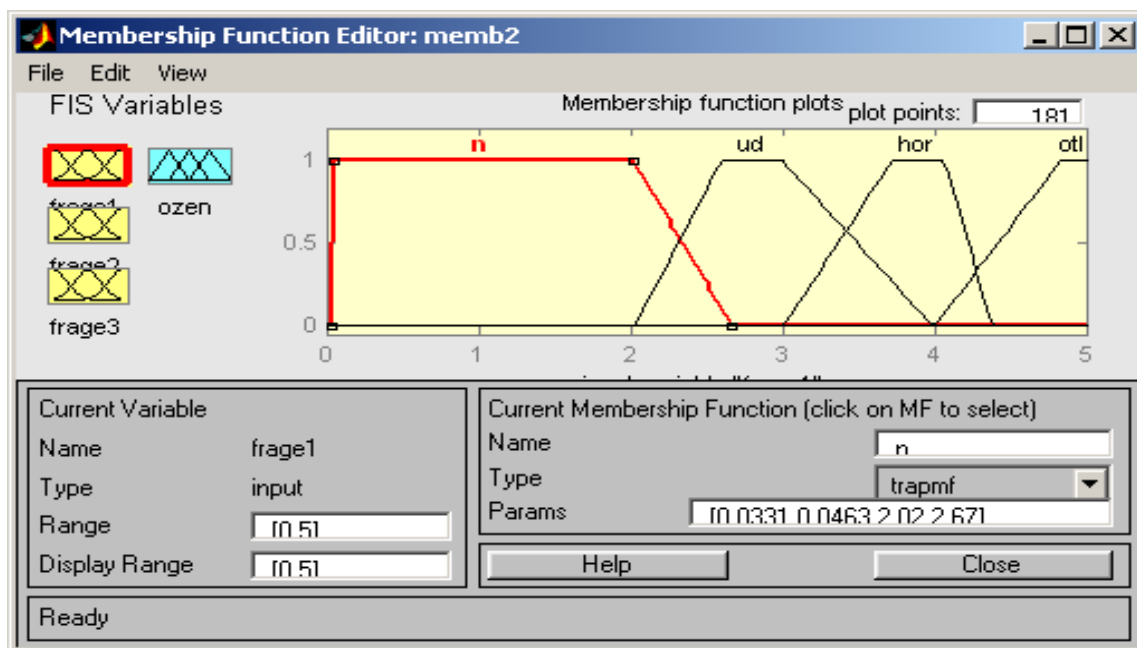 Membership Function Editor: memb2
File Edit View
FIS Variables
Membership function plots
plot points:
181
frage1
ozen
frage2
frage3
n
ud
hor
otl
1
0.5
0
0 1 2 3 4 5
Current Variable
Name frage1
Type input
Range [0 5]
Display Range [0 5]
Current Membership Function (click on MF to select)
Name n
Type trapmf
Params [0.0331 0.0463 2.02 2.67]
Help Close
Ready